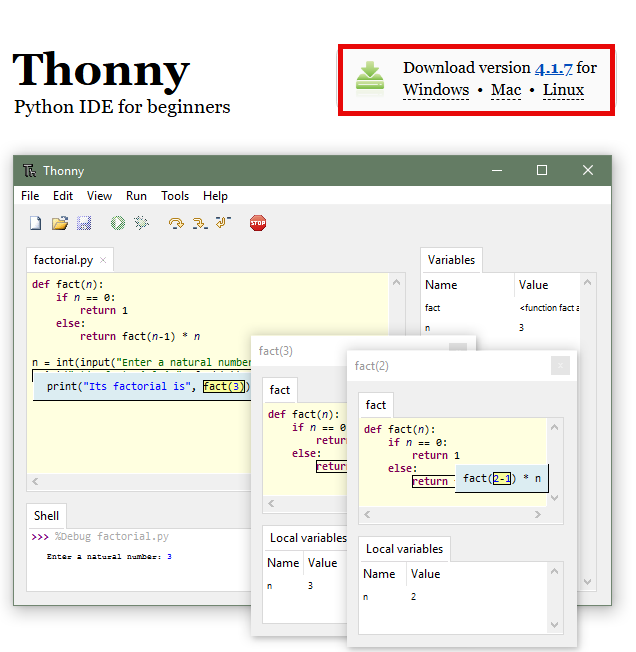 Thonny
Python IDE for beginners
Download version 4.1.7 for
Windows • Mac • Linux
Thonny
File Edit View Run Tools Help
STOP
factorial.py
def fact(n):
    if n == 0:
        return 1
    else:
        return fact(n-1) * n
n = int(input("Enter a natural number
print("Its factorial is", fact(3))
Shell
>>> %Debug factorial.py
Enter a natural number: 3
Variables
Name Value
fact <function fact a
n 3
fact(3)
fact
def fact(n):
    if n == 0
        return
    else:
        return
Local variables
Name Value
n 3
fact(2)
fact
def fact(n):
    if n == 0:
        return 1
    else:
        return fact(2-1) * n
Local variables
Name Value
n 2